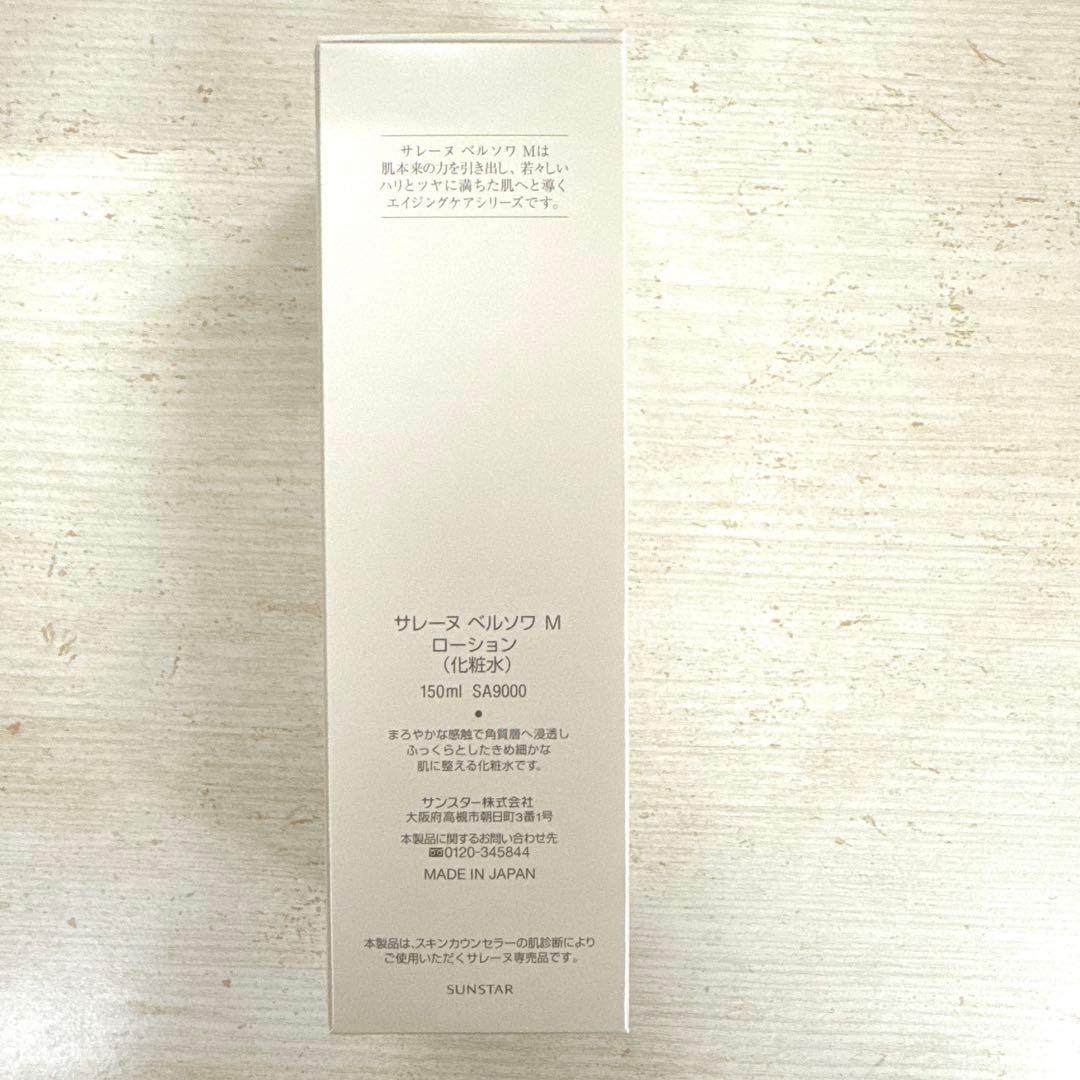 サレーヌ ベルソワ Mは
肌本来の力を引き出し、若々しい
ハリとツヤに満ちた肌へと導く
エイジングケアシリーズです。
サレーヌ ベルソワ M
ローション
(化粧水)
150ml SA9000
まろやかな感触で角質層へ浸透し
ふっくらとしたきめ細かな
肌に整える化粧水です。
サンスター株式会社
大阪府高槻市朝日町3番1号
本製品に関するお問い合わせ先
0120-345844
MADE IN JAPAN
本製品は、スキンカウンセラーの肌診断により
ご使用いただくサレーヌ専売品です。
SUNSTAR